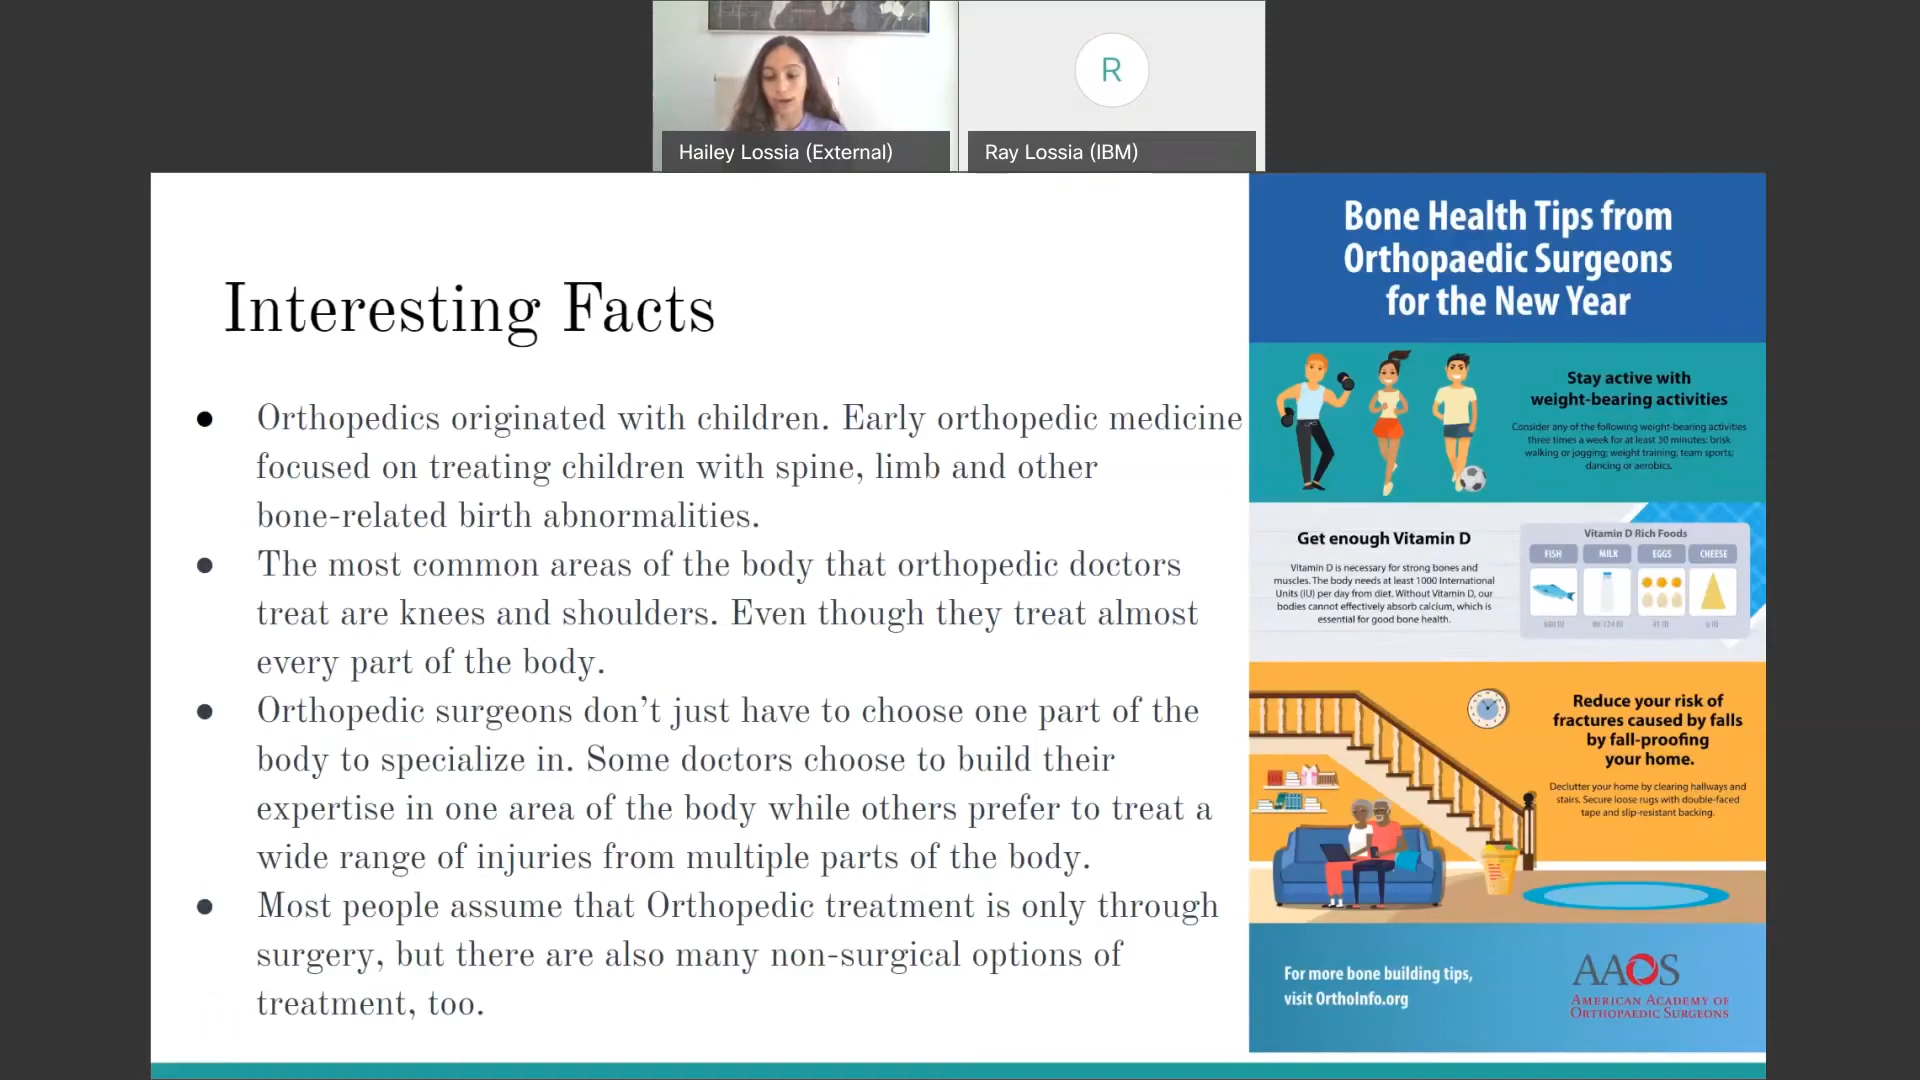 R
Hailey Lossia (External)
Ray Lossia (IBM)
Interesting Facts
● Orthopedics originated with children. Early orthopedic medicine
focused on treating children with spine, limb and other
bone-related birth abnormalities.
● The most common areas of the body that orthopedic doctors
treat are knees and shoulders. Even though they treat almost
every part of the body.
● Orthopedic surgeons don't just have to choose one part of the
body to specialize in. Some doctors choose to build their
expertise in one area of the body while others prefer to treat a
wide range of injuries from multiple parts of the body.
● Most people assume that Orthopedic treatment is only through
surgery, but there are also many non-surgical options of
treatment, too.
Bone Health Tips from
Orthopaedic Surgeons
for the New Year
Stay active with
weight-bearing activities
Consider any of the following weight-bearing activities
three times a week for at least 30 minutes: brisk
walking or jogging; weight training; team sports;
dancing or aerobics.
Get enough Vitamin D
Vitamin D is necessary for strong bones and
muscles. The body needs at least 1000 International
Units (IU) per day from diet. Without Vitamin D, our
bodies cannot effectively absorb calcium, which is
essential for good bone health.
Vitamin D Rich Foods
FISH MILK EGGS CHEESE
41 IU 6 IU
Reduce your risk of
fractures caused by falls
by fall-proofing
your home.
Declutter your home by clearing hallways and
stairs. Secure loose rugs with double-faced
tape and slip-resistant backing.
For more bone building tips,
visit OrthoInfo.org
AAOS
AMERICAN ACADEMY OF
ORTHOPAEDIC SURGEONS